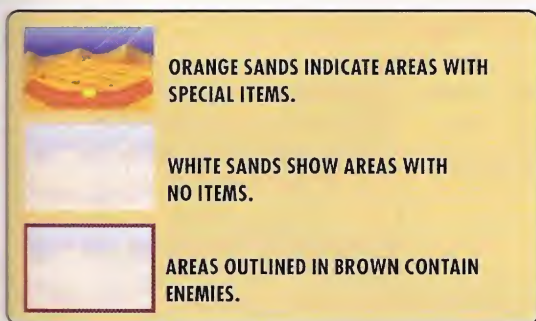 ORANGE SANDS INDICATE AREAS WITH
SPECIAL ITEMS.
WHITE SANDS SHOW AREAS WITH
NO ITEMS.
AREAS OUTLINED IN BROWN CONTAIN
ENEMIES.